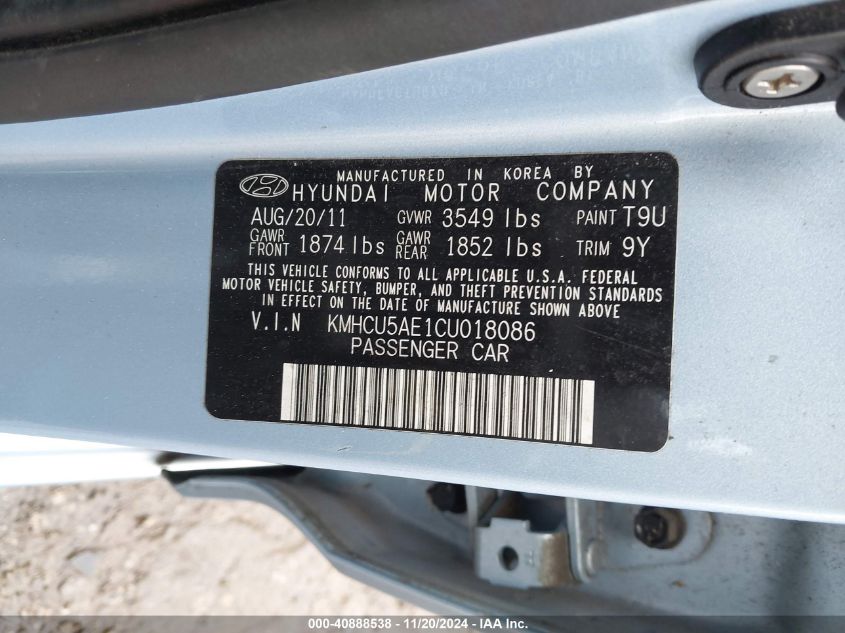 MANUFACTURED IN KOREA BY
HYUNDAI MOTOR COMPANY
AUG/20/11 GVWR 3549 lbs PAINT T9U
GAWR FRONT 1874 lbs GAWR REAR 1852 lbs TRIM 9Y
THIS VEHICLE CONFORMS TO ALL APPLICABLE U.S.A. FEDERAL
MOTOR VEHICLE SAFETY, BUMPER, AND THEFT PREVENTION STANDARDS
IN EFFECT ON THE DATE OF MANUFACTURE SHOWN ABOVE
V.I.N KMHCU5AE1CU018086
PASSENGER CAR
000-40888538 - 11/20/2024 - IAA Inc.